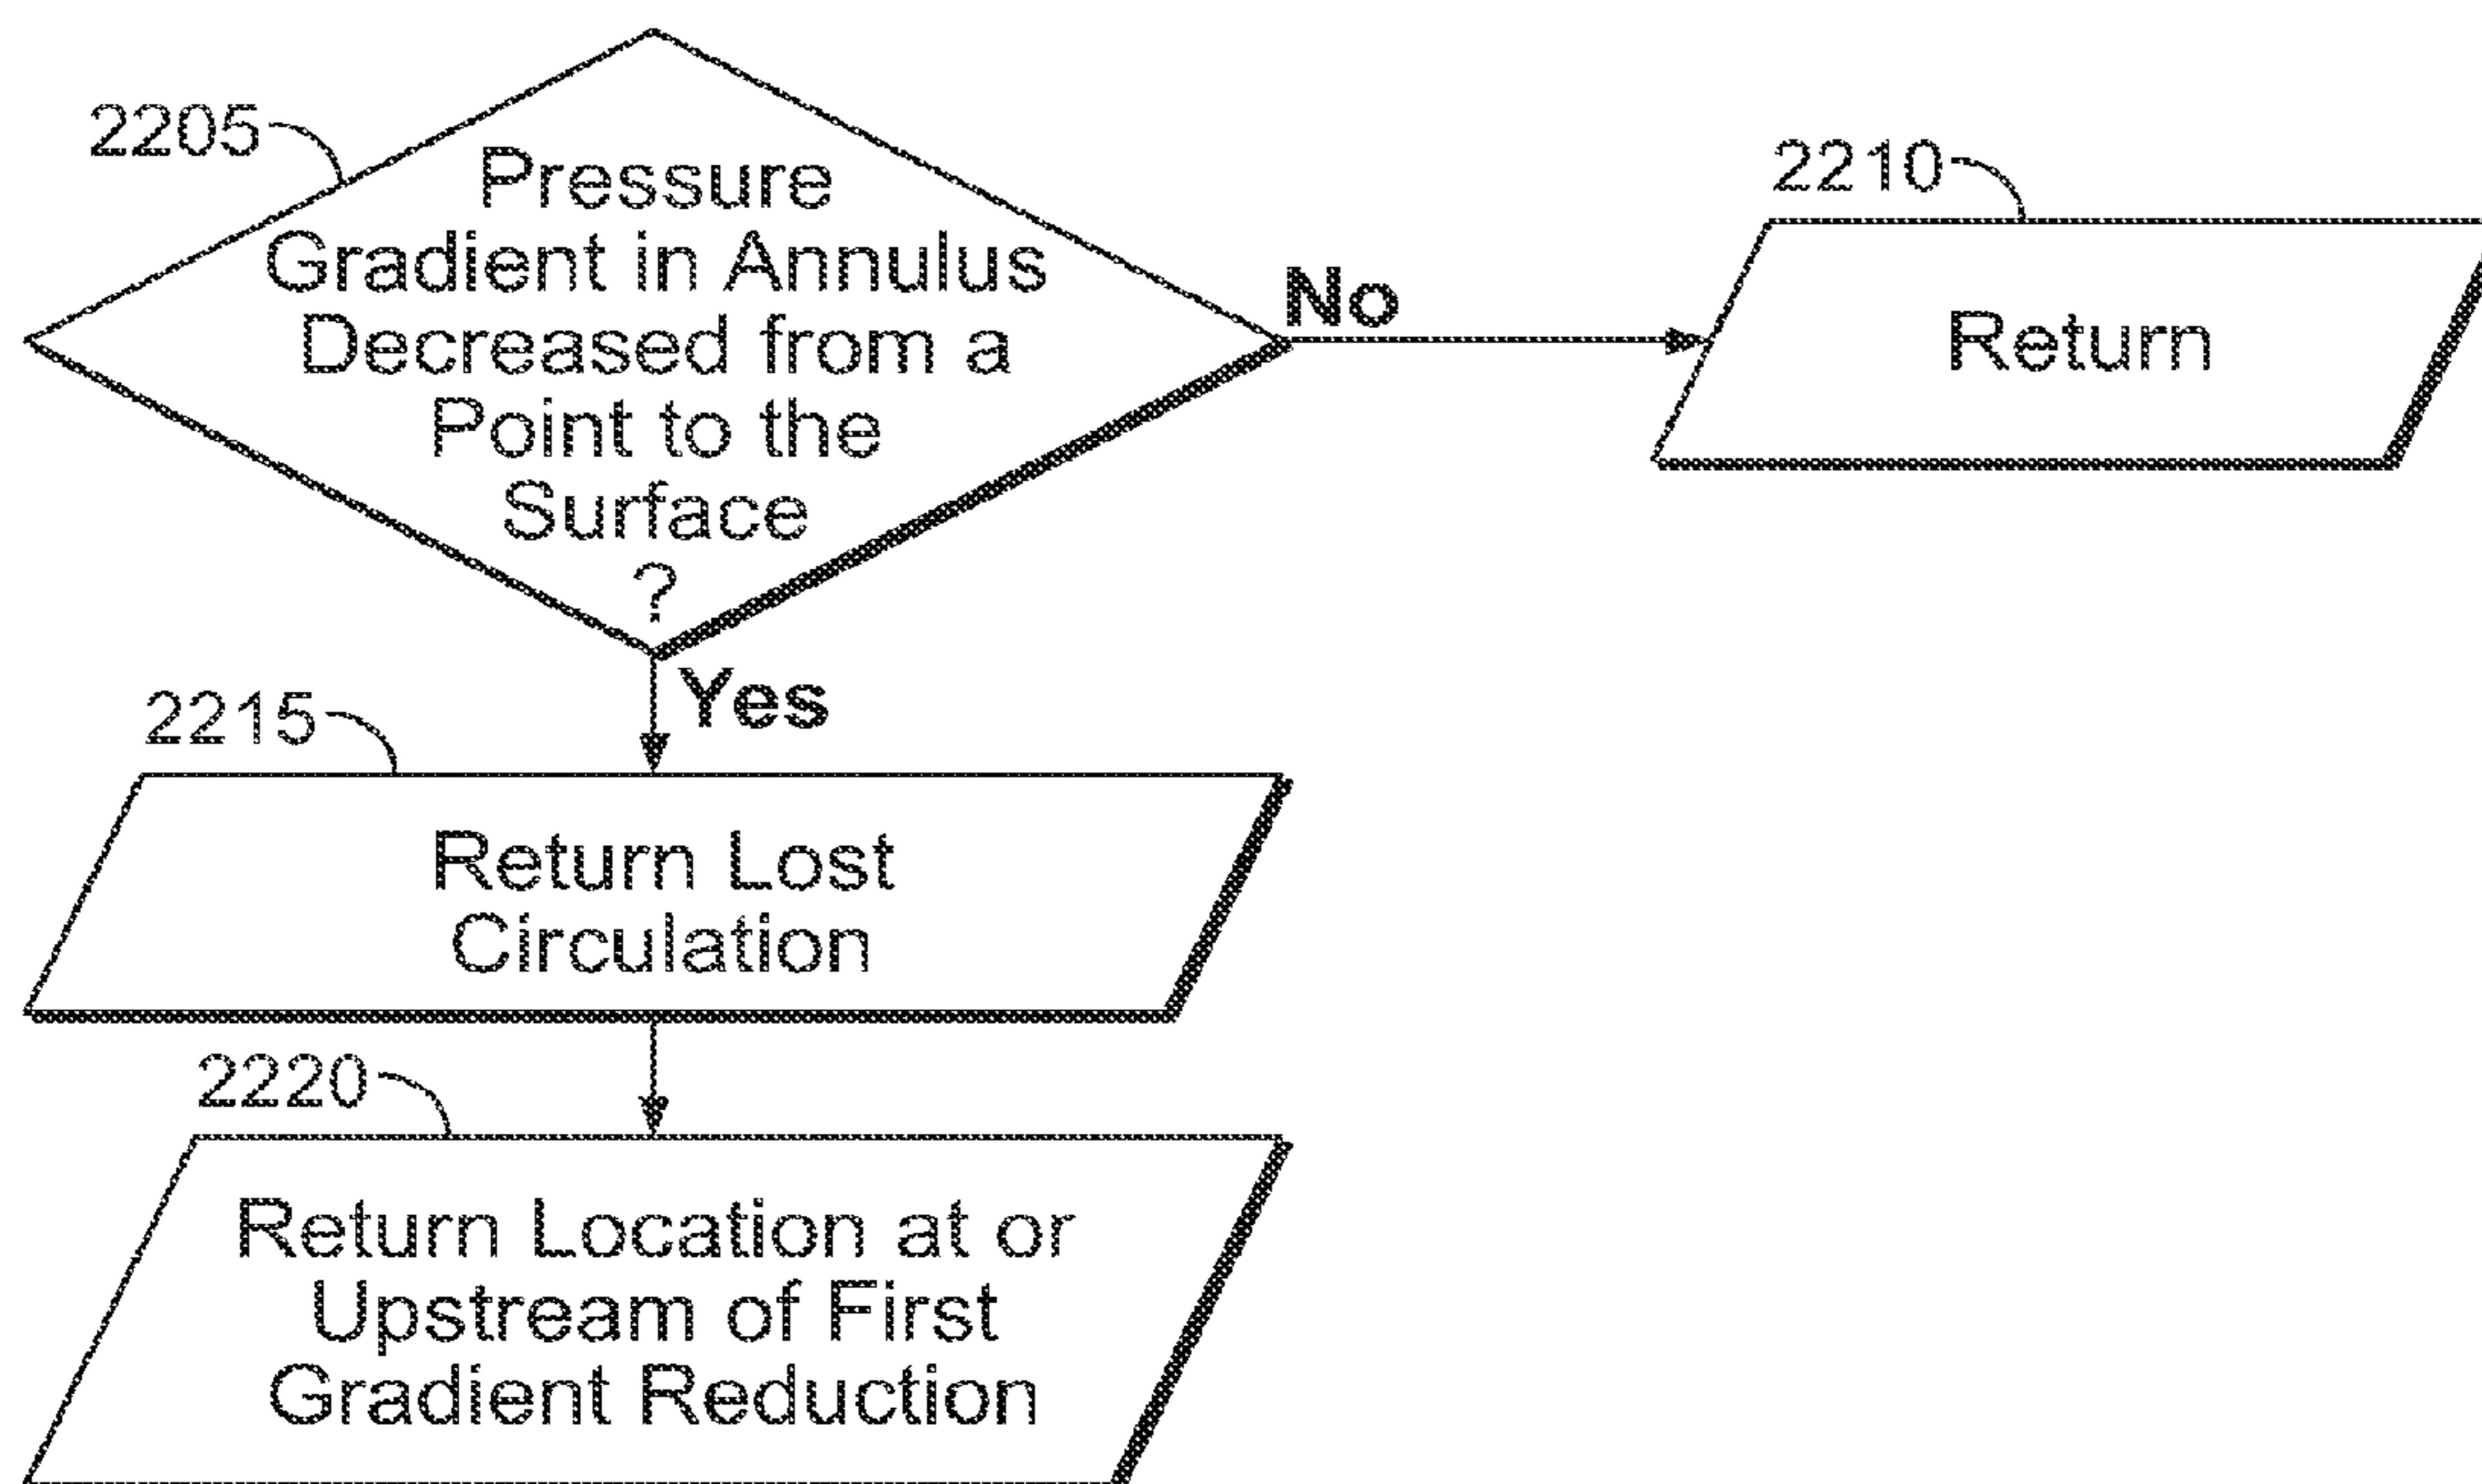 2205
Pressure
Gradient in Annulus
Decreased from a
Point to the
Surface
?
No
2210
Return
Yes
2215
Return Lost
Circulation
2220
Return Location at or
Upstream of First
Gradient Reduction